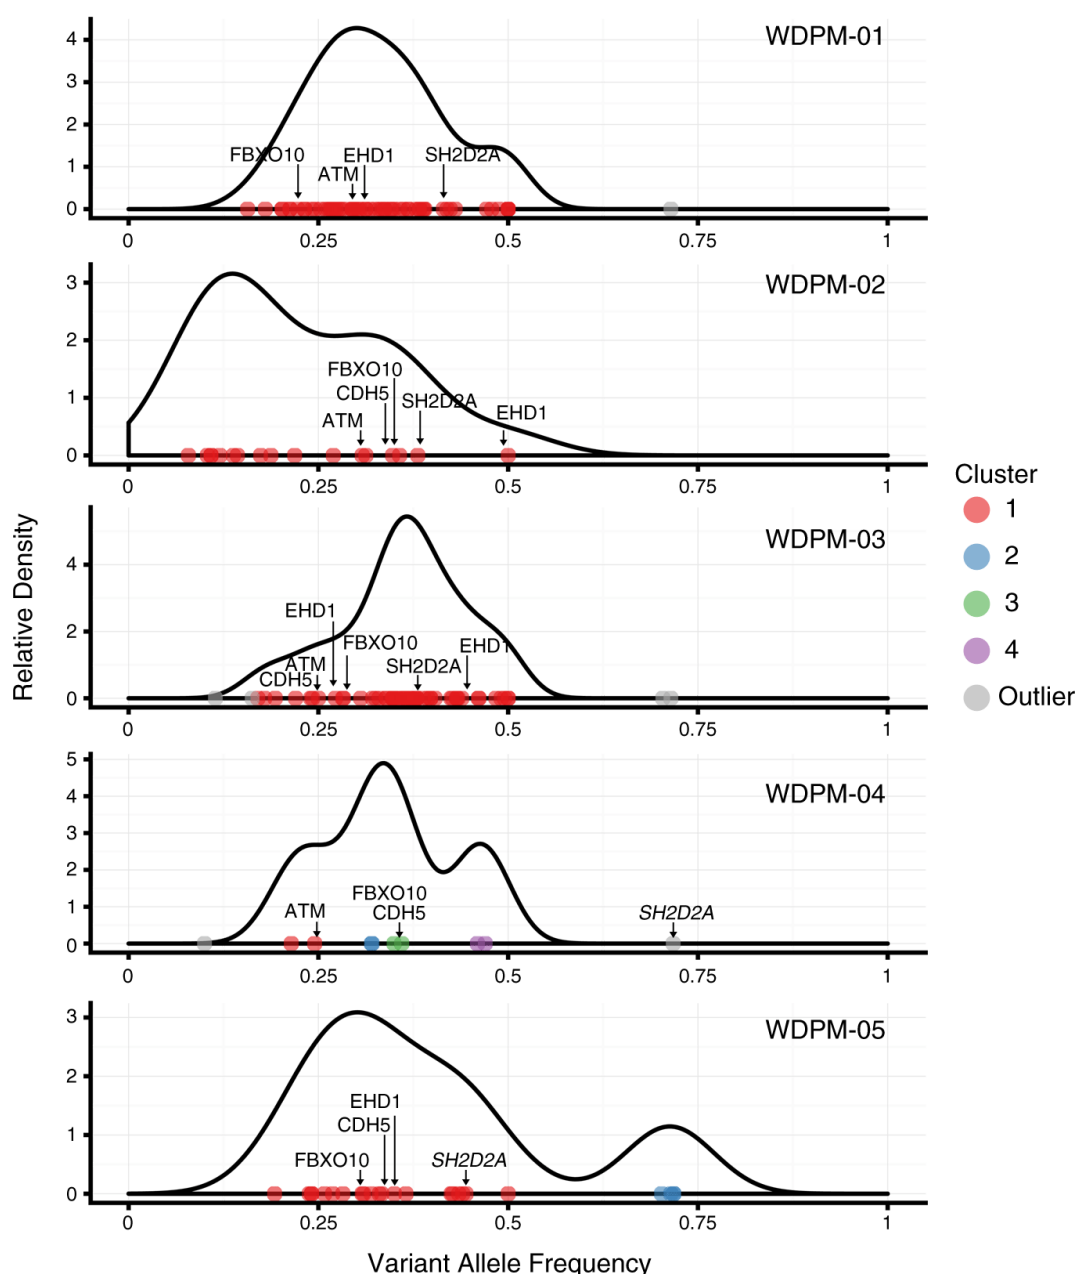 WDPM-01
4
3
2
1
0
FBXO10
EHD1
SH2D2A
ATM
0 0.25 0.5 0.75 1
WDPM-02
3
2
1
0
FBXO10
CDH5
SH2D2A
ATM
EHD1
0 0.25 0.5 0.75 1
WDPM-03
4
2
0
EHD1
FBXO10
EHD1
ATM
SH2D2A
CDH5
0 0.25 0.5 0.75 1
WDPM-04
5
4
3
2
1
0
FBXO10
ATM
CDH5
SH2D2A
0 0.25 0.5 0.75 1
WDPM-05
3
2
1
0
EHD1
CDH5
FBXO10
SH2D2A
0 0.25 0.5 0.75 1
Relative Density
Variant Allele Frequency
Cluster
1
2
3
4
Outlier